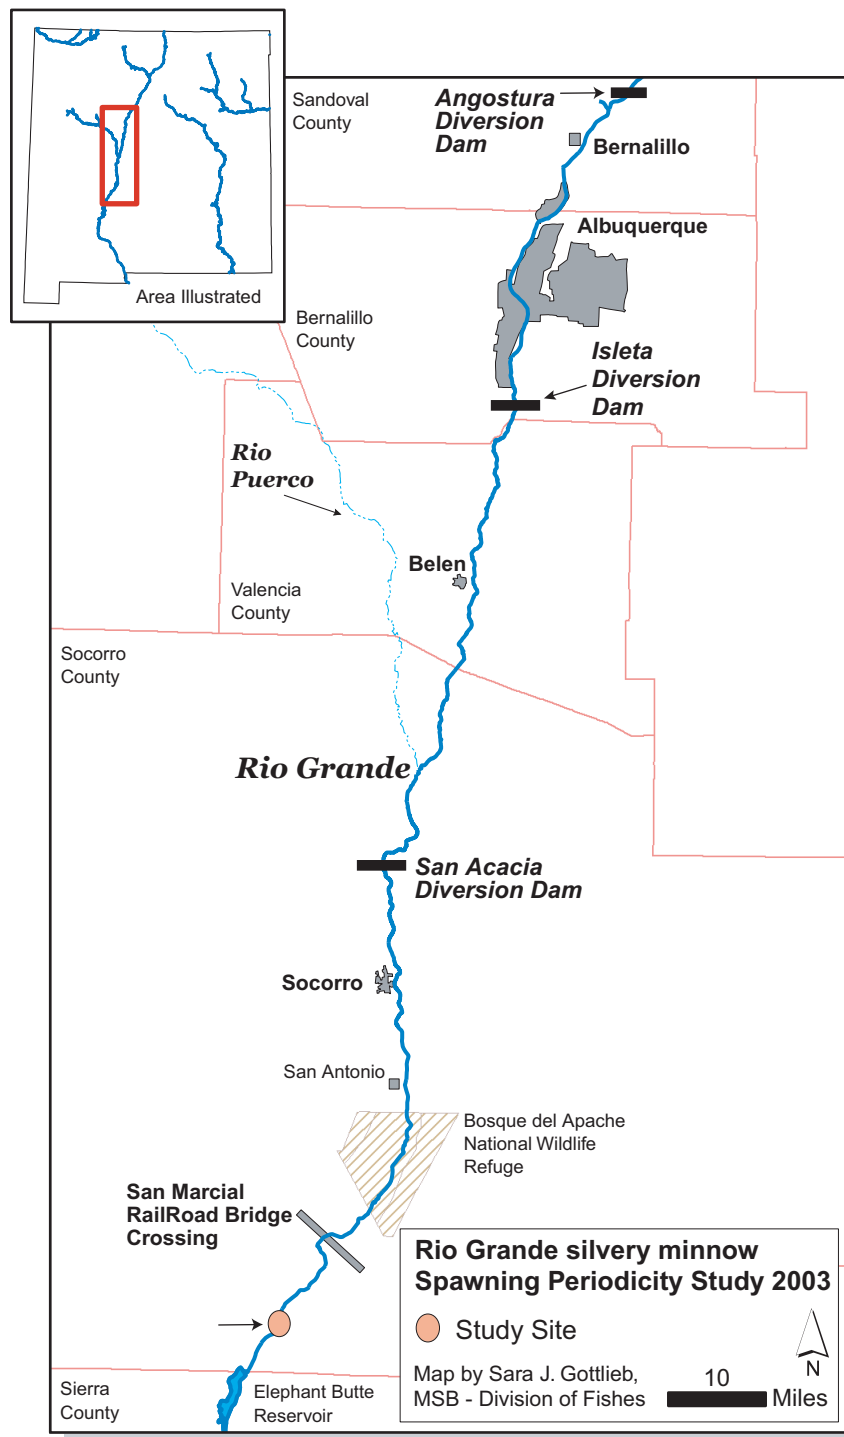 Area Illustrated
Sandoval
County
Angostura
Diversion
Dam
Bernalillo
Albuquerque
Bernalillo
County
Isleta
Diversion
Dam
Rio
Puerco
Belen
Valencia
County
Socorro
County
Rio Grande
San Acacia
Diversion Dam
Socorro
San Antonio
Bosque del Apache
National Wildlife
Refuge
San Marcial
RailRoad Bridge
Crossing
Rio Grande silvery minnow
Spawning Periodicity Study 2003
Study Site
N
Map by Sara J. Gottlieb,
MSB - Division of Fishes
10
Miles
Sierra
County
Elephant Butte
Reservoir